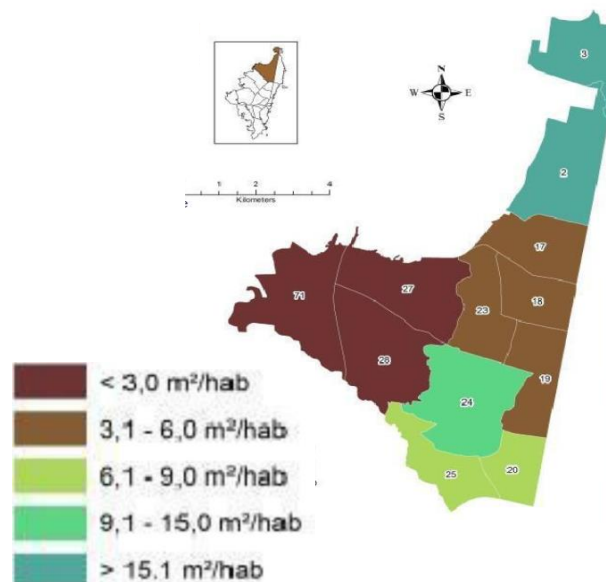 3
N
W E
S
2
0 2 4
Kilometers
17
27
71
18
23
28
19
24
25
20
< 3,0 m²/hab
3,1 - 6,0 m²/hab
6,1 - 9,0 m²/hab
9,1 - 15,0 m²/hab
> 15.1 m²/hab